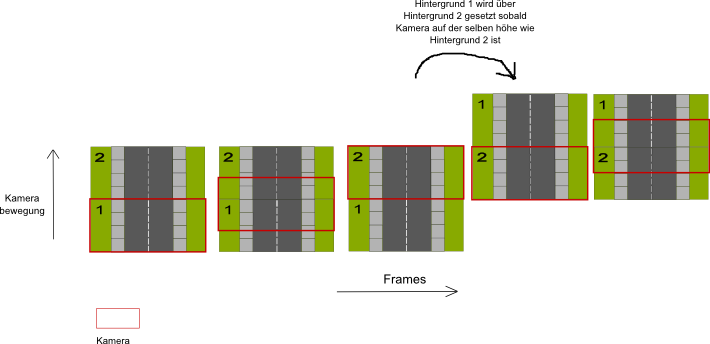 Hintergrund 1 wird über
Hintergrund 2 gesetzt sobald
Kamera auf der selben höhe wie
Hintergrund 2 ist
1
1
2
2
2
2
2
Kamera
bewegung
1
1
1
Frames
Kamera